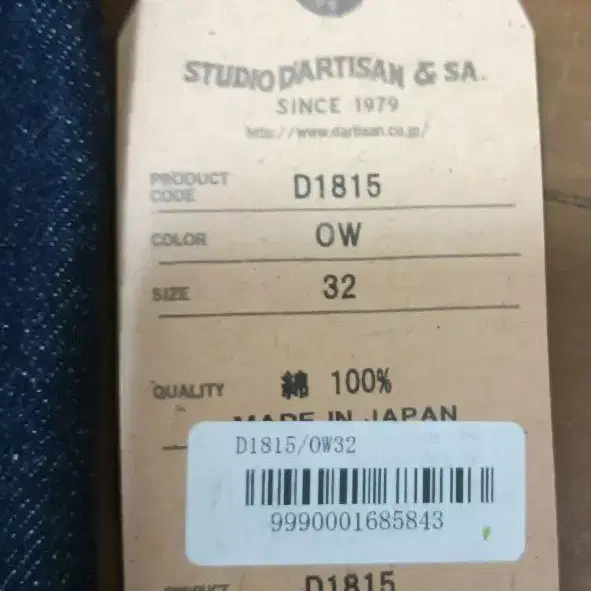 STUDIO D'ARTISAN & SA.
SINCE 1979
http://www.dartisan.co.jp/
PRODUCT CODE D1815
COLOR OW
SIZE 32
QUALITY 綿 100%
MADE IN JAPAN
D1815/OW32
9990001685843
PRODUCT D1815